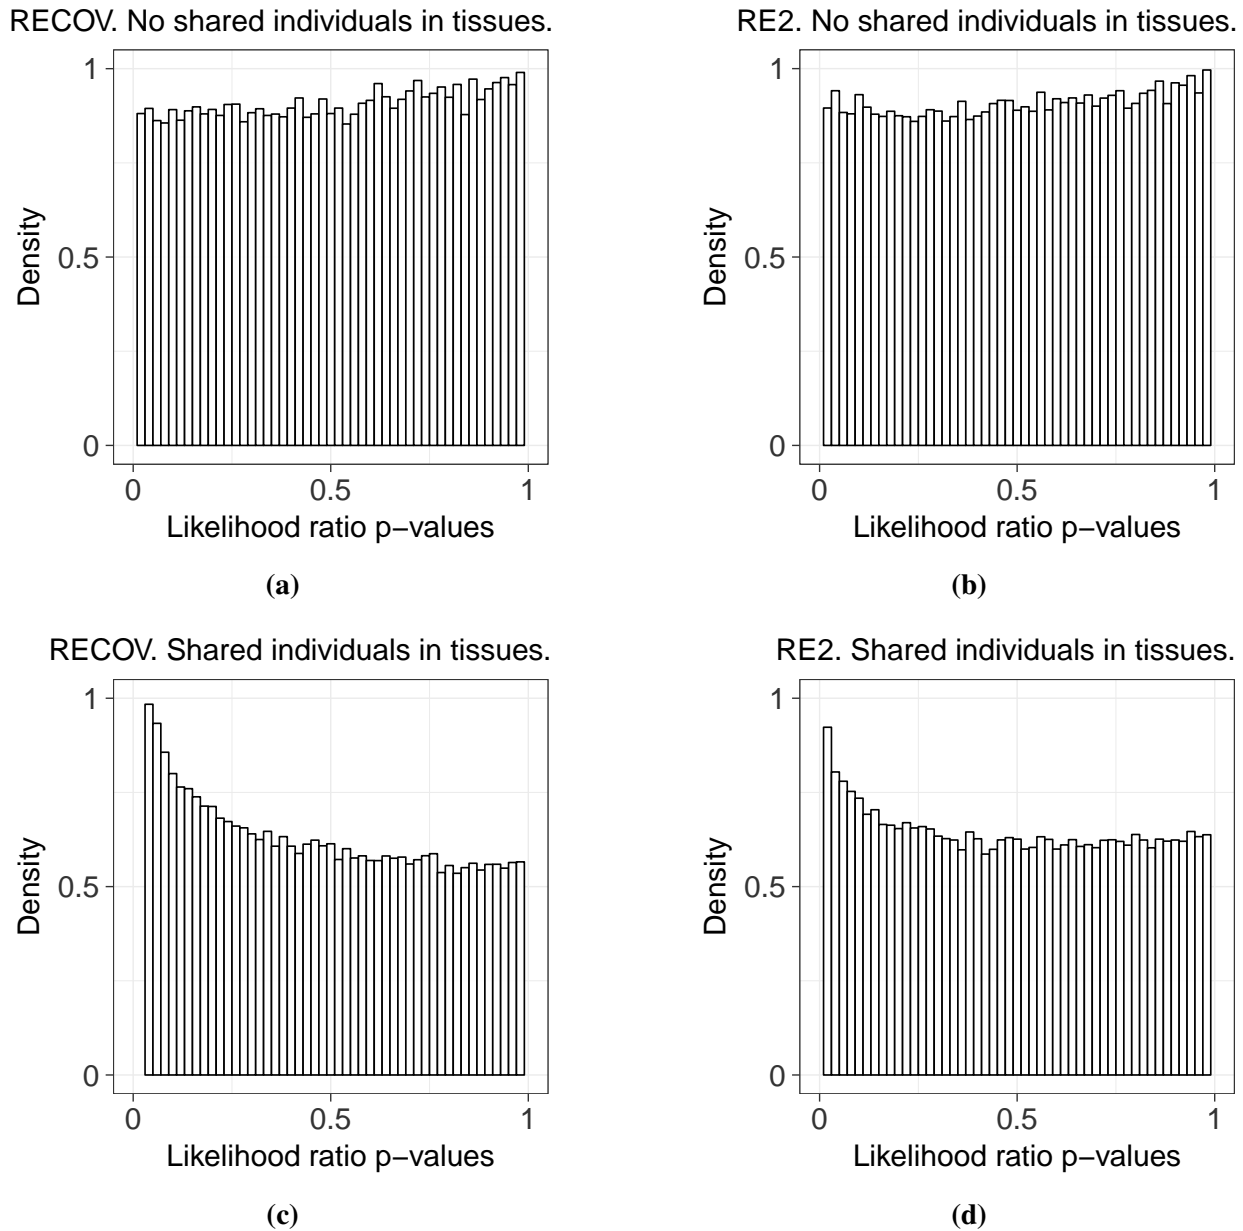 RECOV. No shared individuals in tissues.
1
0.5
0
Density
0
0.5
1
Likelihood ratio p−values
(a)
RE2. No shared individuals in tissues.
1
0.5
0
Density
0
0.5
1
Likelihood ratio p−values
(b)
RECOV. Shared individuals in tissues.
1
0.5
0
Density
0
0.5
1
Likelihood ratio p−values
(c)
RE2. Shared individuals in tissues.
1
0.5
0
Density
0
0.5
1
Likelihood ratio p−values
(d)